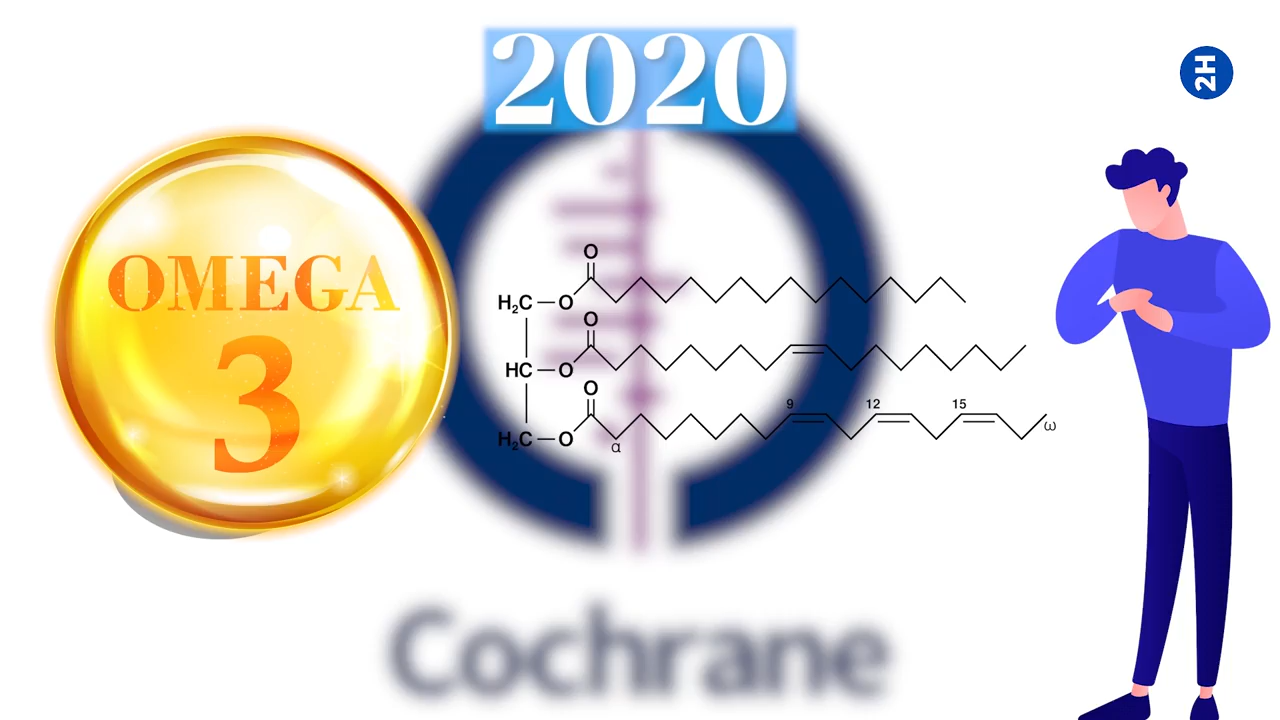 2020
2H
OMEGA
3
O
H₂C—O
O
HC—O
O
9 12 15
H₂C—O
α
ω
Cochrane